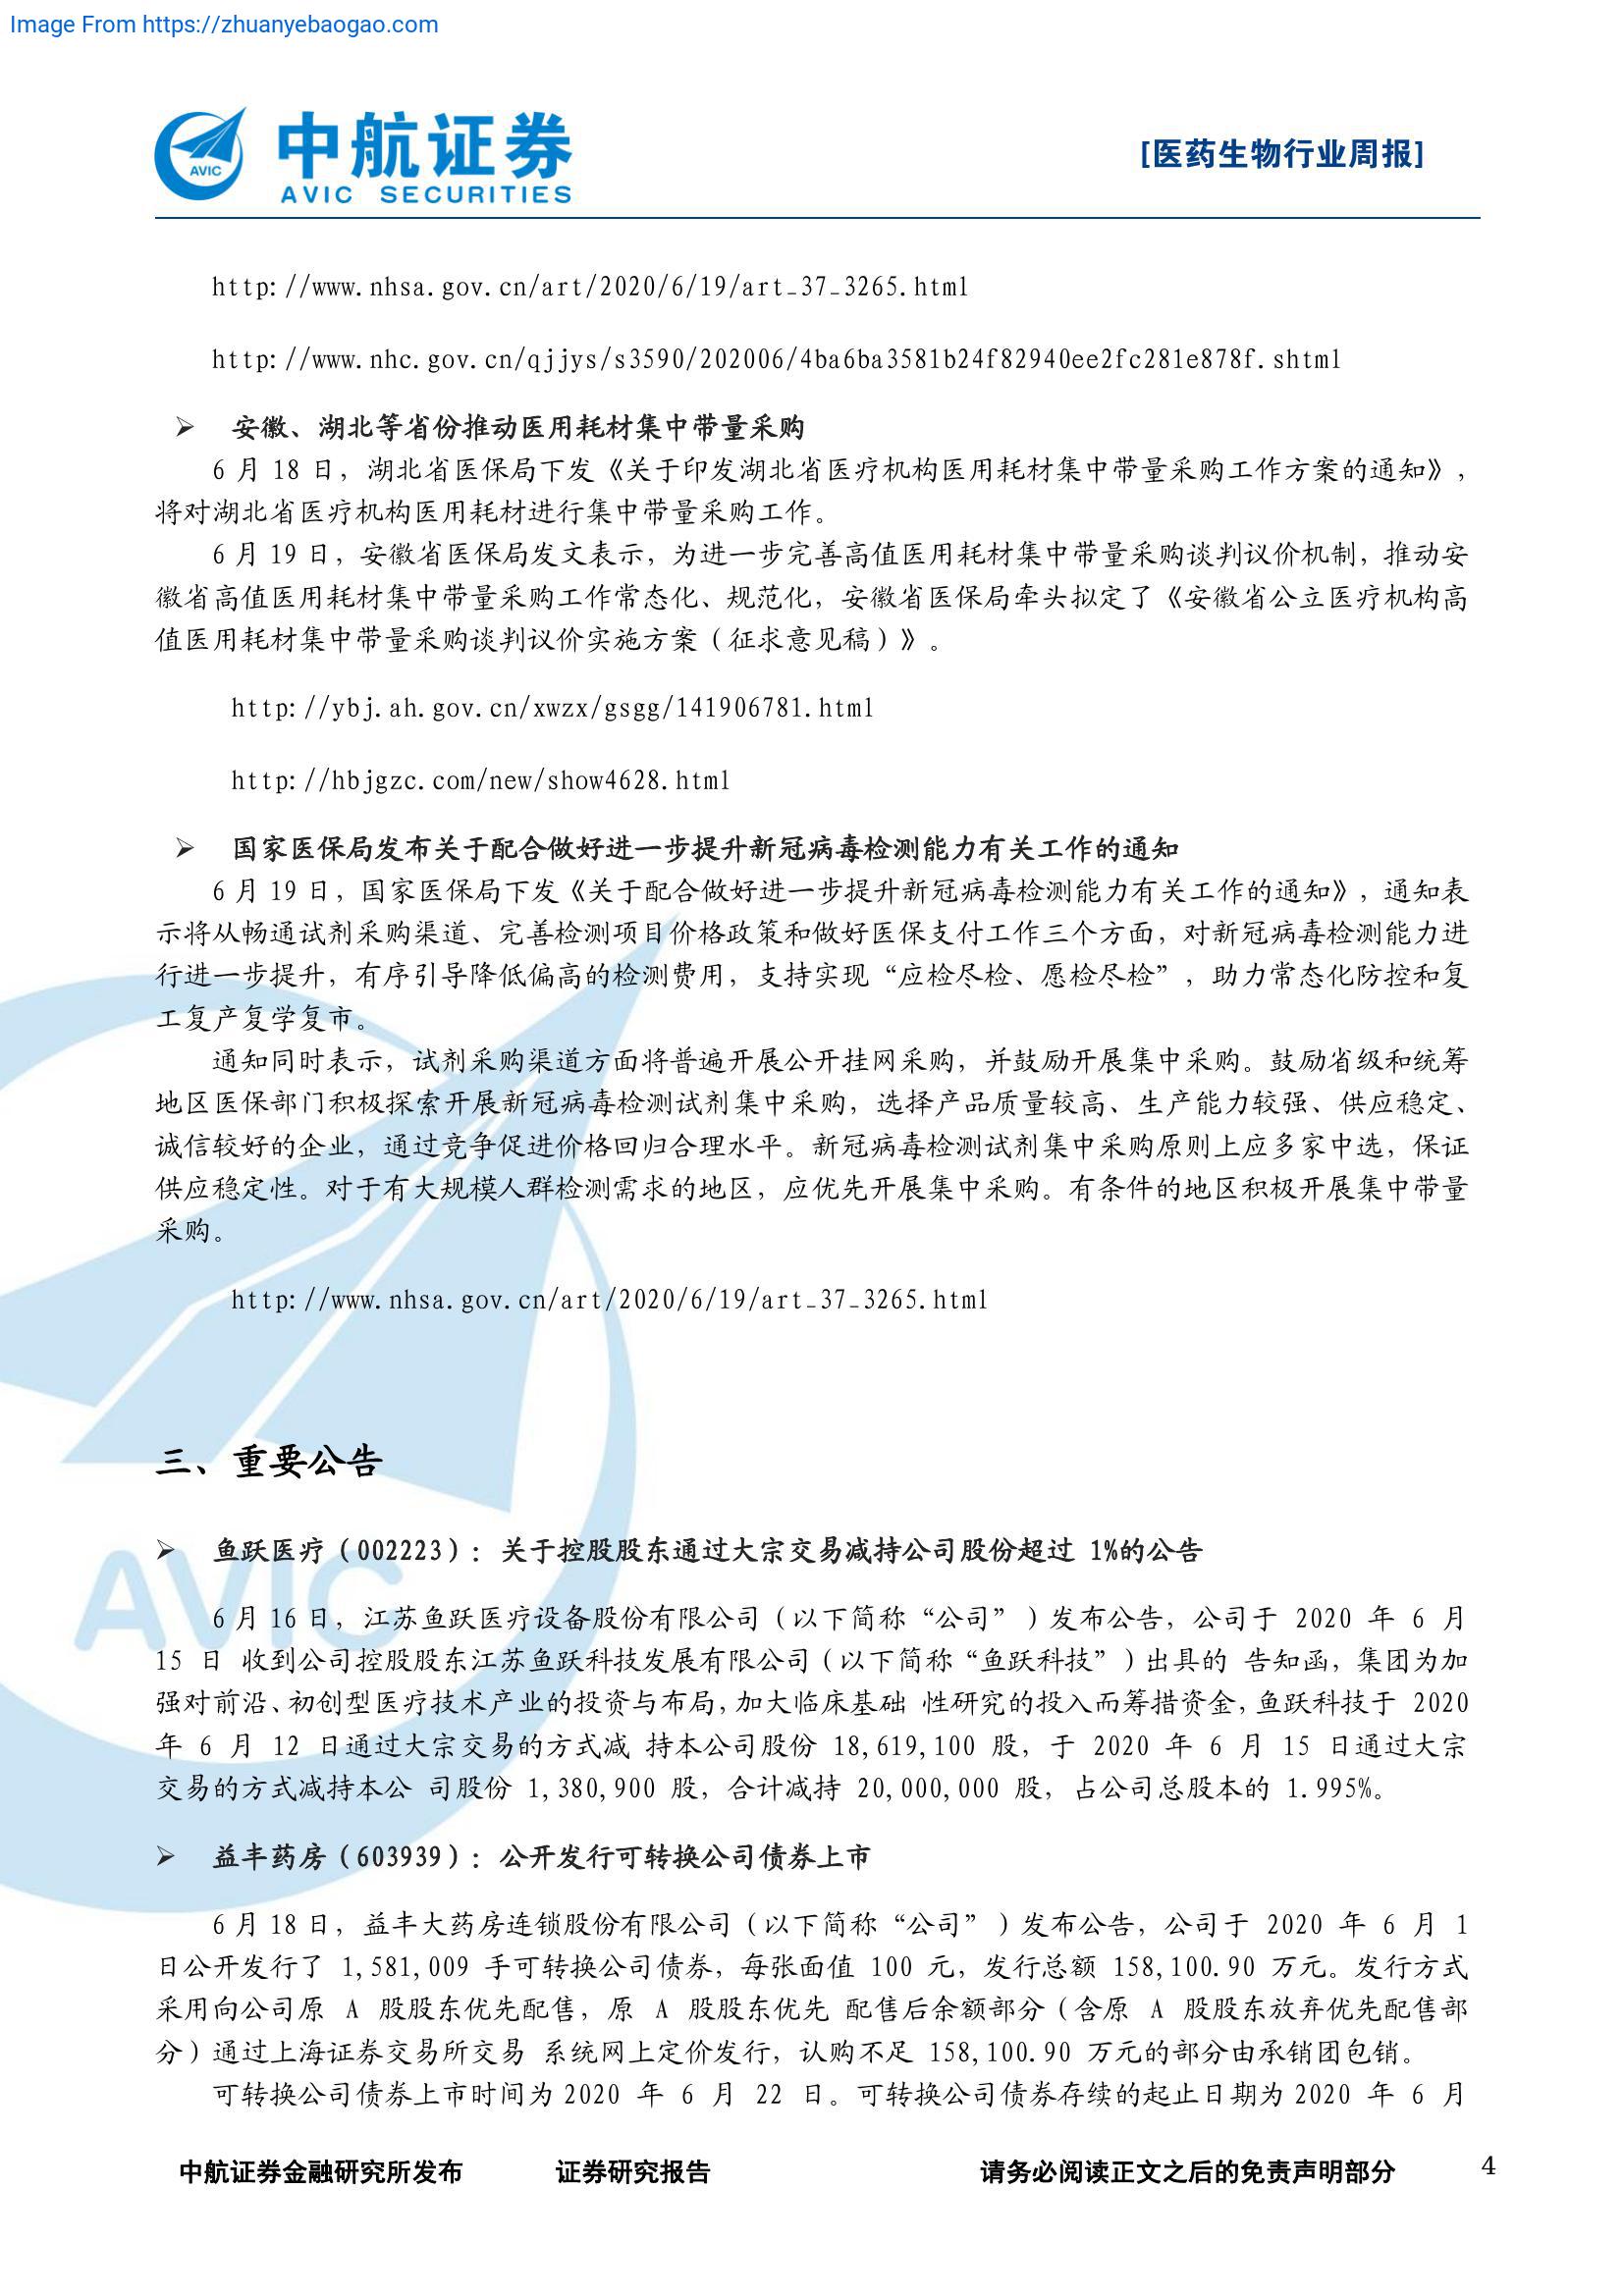 Image From https://zhuanyebaogao.com
中航证券
AVIC SECURITIES
AVIC
[医药生物行业周报]
http://www.nhsa.gov.cn/art/2020/6/19/art_37_3265.html
http://www.nhc.gov.cn/qjjys/s3590/202006/4ba6ba3581b24f82940ee2fc281e878f.shtml
➢ 安徽、湖北等省份推动医用耗材集中带量采购
6 月 18 日，湖北省医保局下发《关于印发湖北省医疗机构医用耗材集中带量采购工作方案的通知》，
将对湖北省医疗机构医用耗材进行集中带量采购工作。
6 月 19 日，安徽省医保局发文表示，为进一步完善高值医用耗材集中带量采购谈判议价机制，推动安
徽省高值医用耗材集中带量采购工作常态化、规范化，安徽省医保局牵头拟定了《安徽省公立医疗机构高
值医用耗材集中带量采购谈判议价实施方案（征求意见稿）》。
http://ybj.ah.gov.cn/xwzx/gsgg/141906781.html
http://hbjgzc.com/new/show4628.html
➢ 国家医保局发布关于配合做好进一步提升新冠病毒检测能力有关工作的通知
6 月 19 日，国家医保局下发《关于配合做好进一步提升新冠病毒检测能力有关工作的通知》，通知表
示将从畅通试剂采购渠道、完善检测项目价格政策和做好医保支付工作三个方面，对新冠病毒检测能力进
行进一步提升，有序引导降低偏高的检测费用，支持实现“应检尽检、愿检尽检”，助力常态化防控和复
工复产复学复市。
通知同时表示，试剂采购渠道方面将普遍开展公开挂网采购，并鼓励开展集中采购。鼓励省级和统筹
地区医保部门积极探索开展新冠病毒检测试剂集中采购，选择产品质量较高、生产能力较强、供应稳定、
诚信较好的企业，通过竞争促进价格回归合理水平。新冠病毒检测试剂集中采购原则上应多家中选，保证
供应稳定性。对于有大规模人群检测需求的地区，应优先开展集中采购。有条件的地区积极开展集中带量
采购。
http://www.nhsa.gov.cn/art/2020/6/19/art_37_3265.html
三、重要公告
➢ 鱼跃医疗（002223）：关于控股股东通过大宗交易减持公司股份超过 1%的公告
AVIC
6 月 16 日，江苏鱼跃医疗设备股份有限公司（以下简称“公司”）发布公告，公司于 2020 年 6 月
15 日 收到公司控股股东江苏鱼跃科技发展有限公司（以下简称“鱼跃科技”）出具的 告知函，集团为加
强对前沿、初创型医疗技术产业的投资与布局，加大临床基础 性研究的投入而筹措资金，鱼跃科技于 2020
年 6 月 12 日通过大宗交易的方式减 持本公司股份 18,619,100 股，于 2020 年 6 月 15 日通过大宗
交易的方式减持本公 司股份 1,380,900 股，合计减持 20,000,000 股，占公司总股本的 1.995%。
➢ 益丰药房（603939）：公开发行可转换公司债券上市
6 月 18 日，益丰大药房连锁股份有限公司（以下简称“公司”）发布公告，公司于 2020 年 6 月 1
日公开发行了 1,581,009 手可转换公司债券，每张面值 100 元，发行总额 158,100.90 万元。发行方式
采用向公司原 A 股股东优先配售，原 A 股股东优先 配售后余额部分（含原 A 股股东放弃优先配售部
分）通过上海证券交易所交易 系统网上定价发行，认购不足 158,100.90 万元的部分由承销团包销。
可转换公司债券上市时间为 2020 年 6 月 22 日。可转换公司债券存续的起止日期为 2020 年 6 月
中航证券金融研究所发布 证券研究报告 请务必阅读正文之后的免责声明部分 4